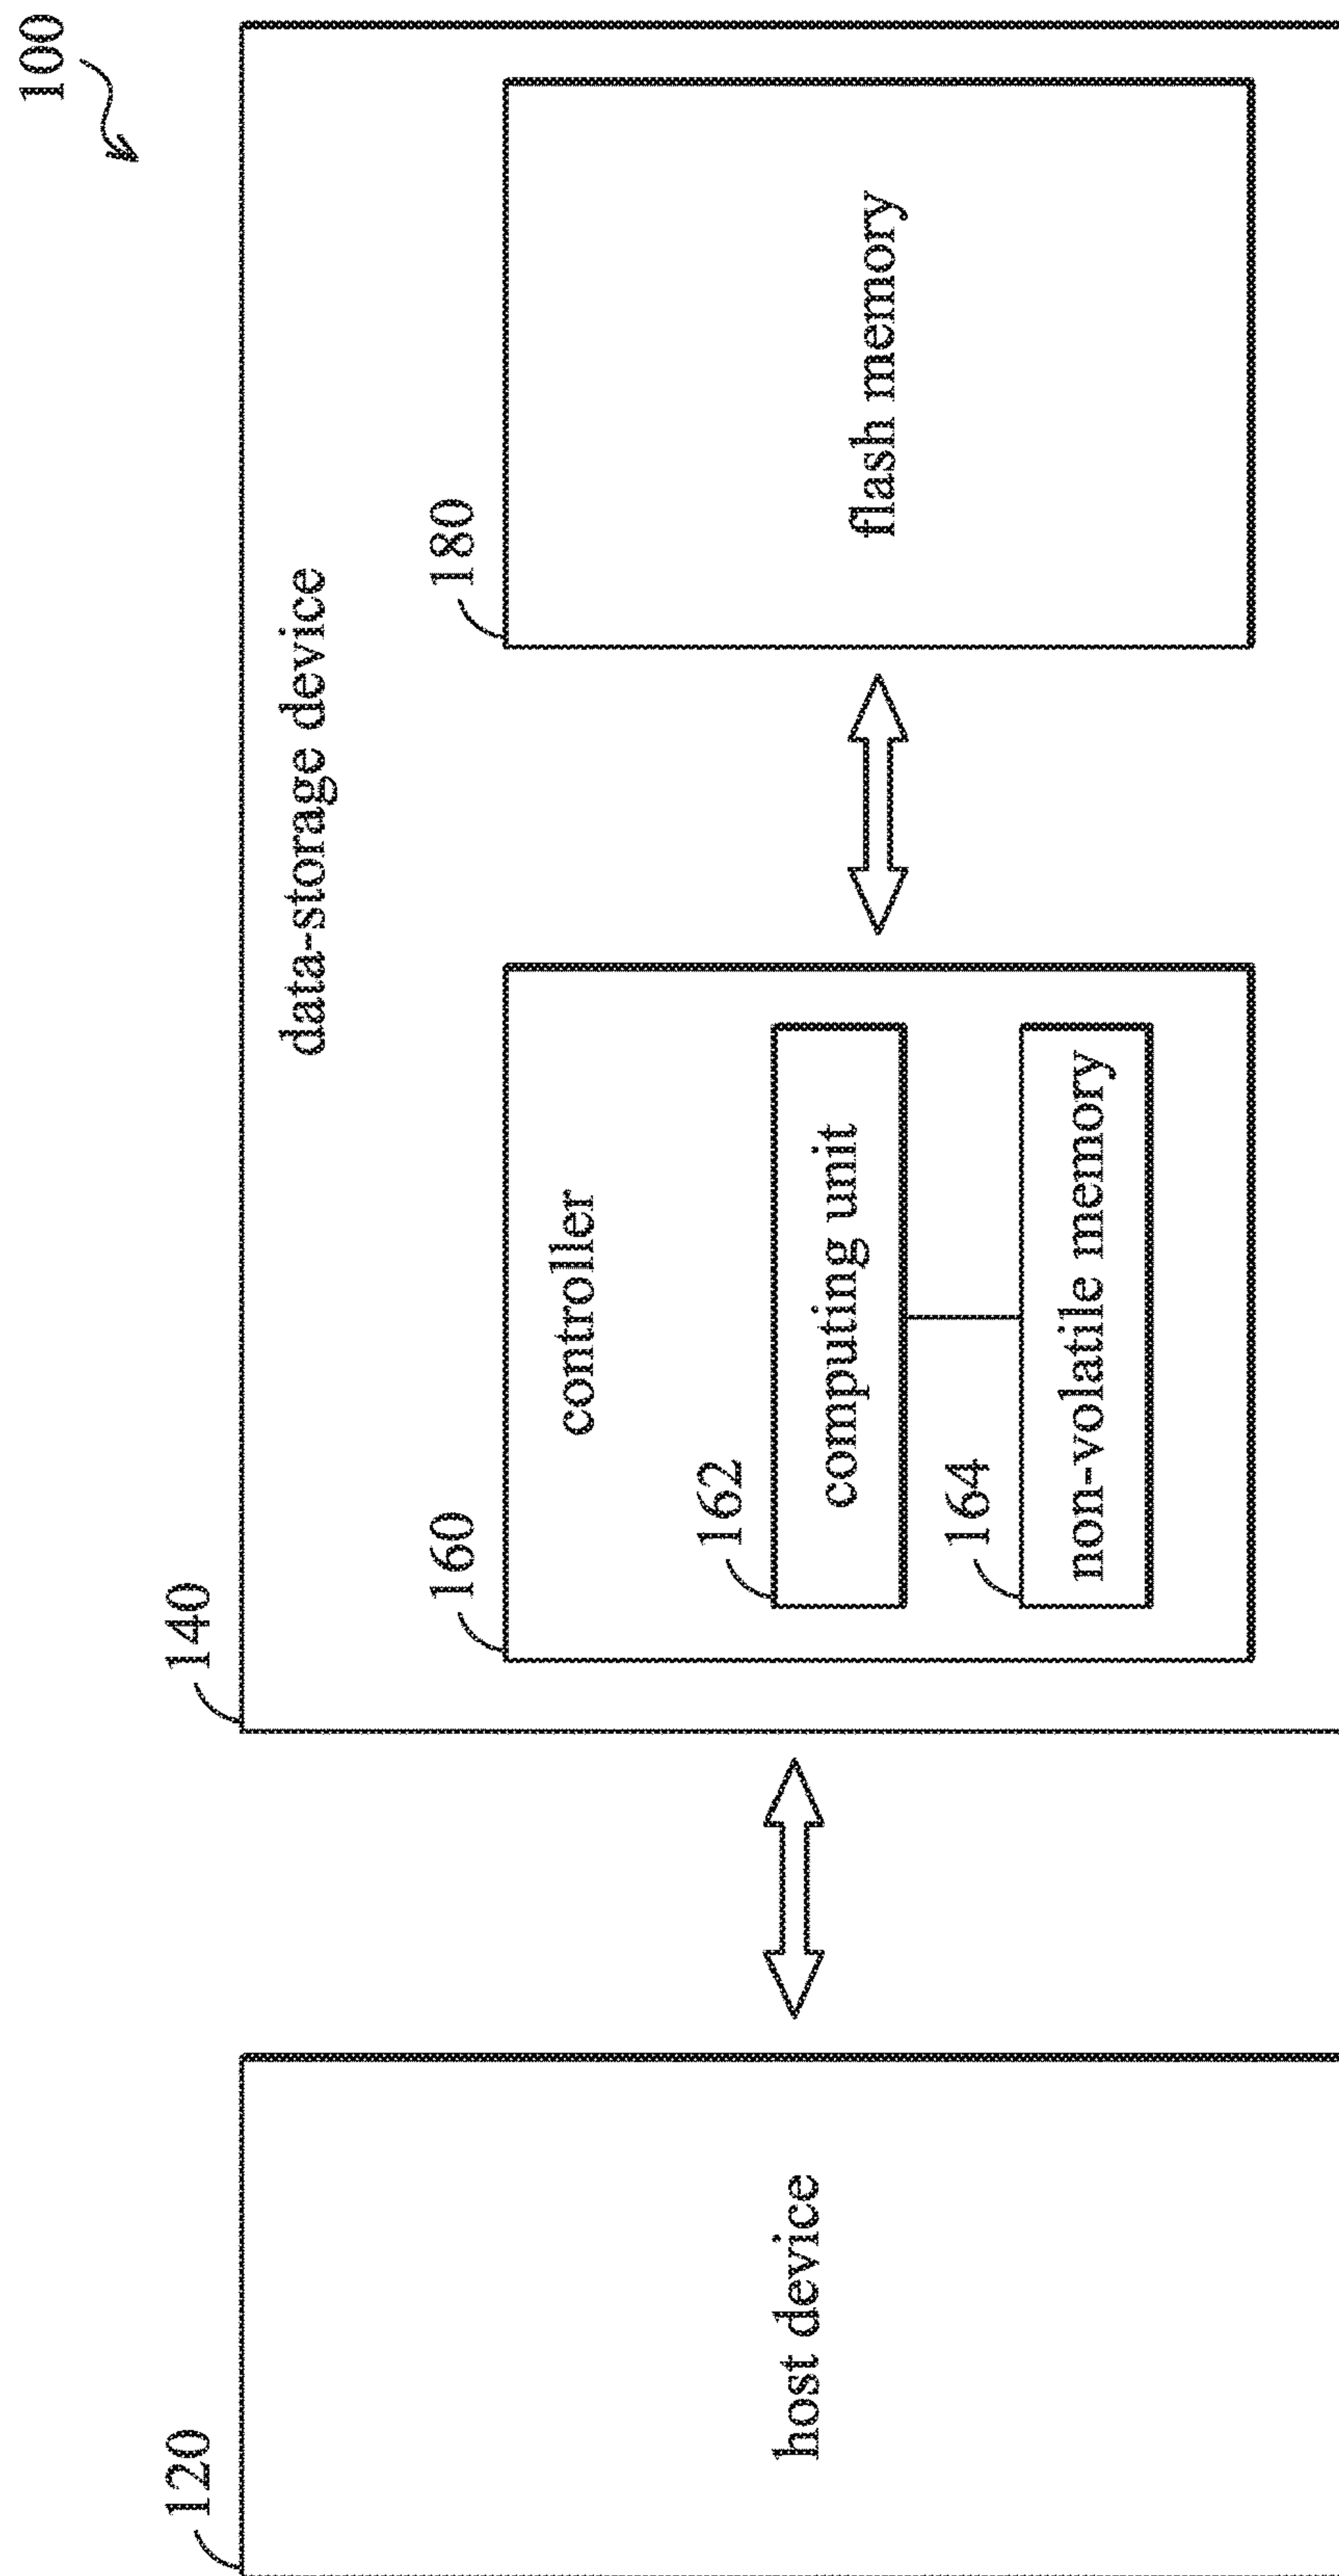 100
120
host device
140
data-storage device
160
controller
162
computing unit
164
non-volatile memory
180
flash memory